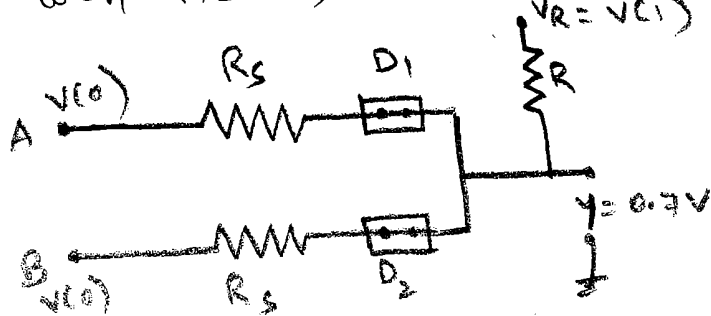 VR = V(1)
Rs D1 R
V(0)
A
Y = 0.7V
B
V(0) Rs D2